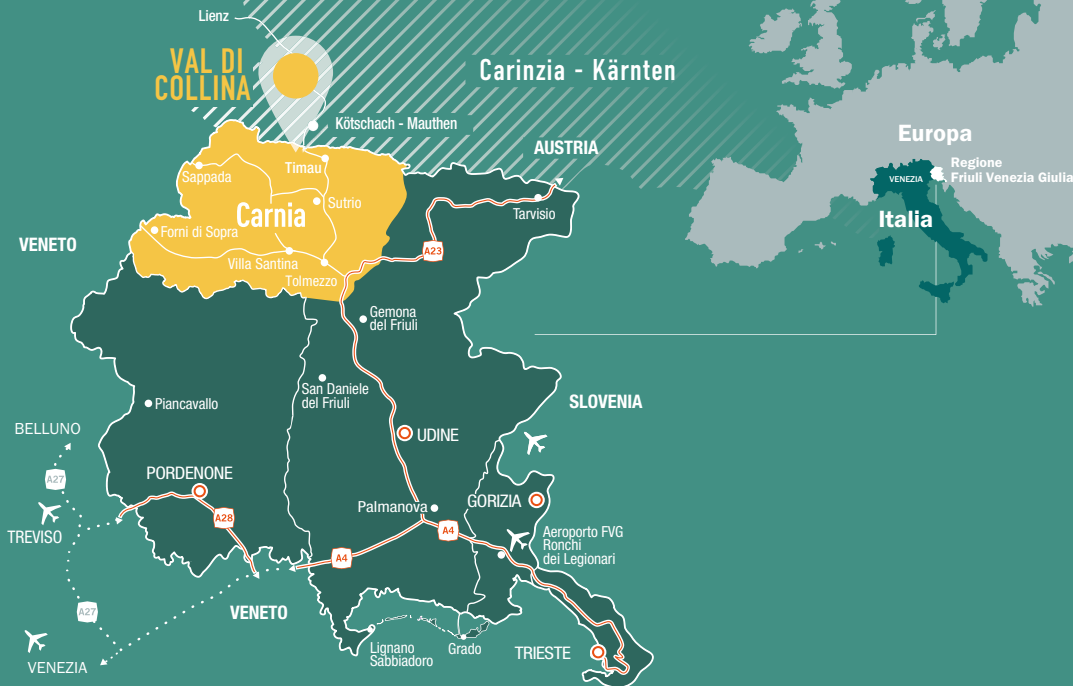 Lienz
VAL DI
COLLINA
Carinzia - Kärnten
Kötschach - Mauthen
AUSTRIA
Europa
Regione
Friuli Venezia Giulia
VENEZIA
Italia
Timau
Sappada
Sutrio
Carnia
Tarvisio
Forni di Sopra
VENETO
A23
Villa Santina
Tolmezzo
Gemona
del Friuli
San Daniele
del Friuli
Piancavallo
SLOVENIA
BELLUNO
UDINE
A27
PORDENONE
GORIZIA
Palmanova
TREVISO
A28
A4
Aeroporto FVG
Ronchi
dei Legionari
A4
A27
VENETO
Lignano
Sabbiadoro
Grado
TRIESTE
VENEZIA